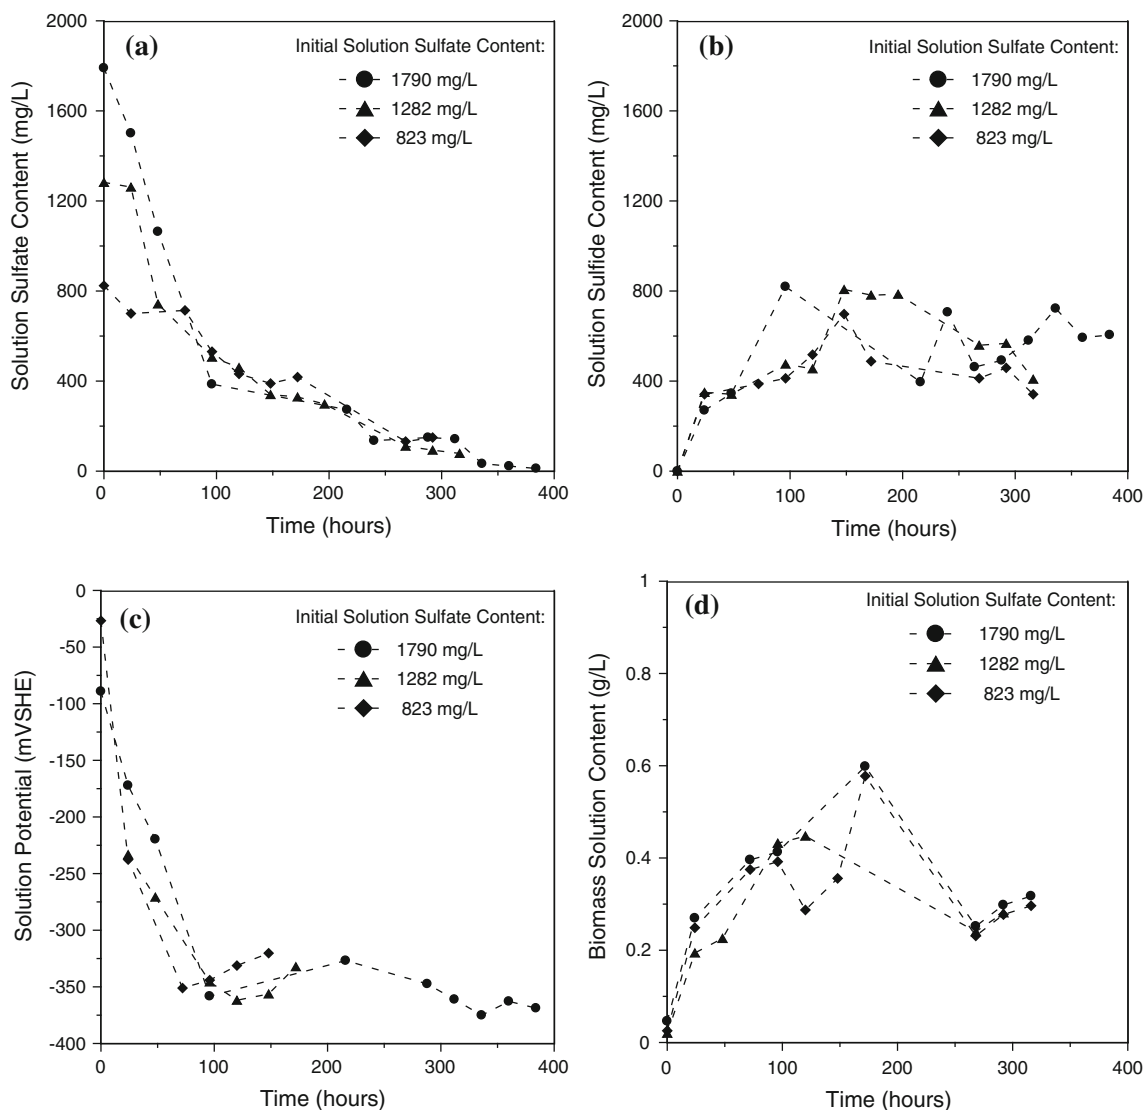 (a)
Initial Solution Sulfate Content:
1790 mg/L
1282 mg/L
823 mg/L
Solution Sulfate Content (mg/L)
2000
1600
1200
800
400
0
0 100 200 300 400
Time (hours)
(b)
Initial Solution Sulfate Content:
1790 mg/L
1282 mg/L
823 mg/L
Solution Sulfide Content (mg/L)
2000
1600
1200
800
400
0
0 100 200 300 400
Time (hours)
(c)
Initial Solution Sulfate Content:
1790 mg/L
1282 mg/L
823 mg/L
Solution Potential (mVSHE)
0
-50
-100
-150
-200
-250
-300
-350
-400
0 100 200 300 400
Time (hours)
(d)
Initial Solution Sulfate Content:
1790 mg/L
1282 mg/L
823 mg/L
Biomass Solution Content (g/L)
1
0.8
0.6
0.4
0.2
0
0 100 200 300 400
Time (hours)